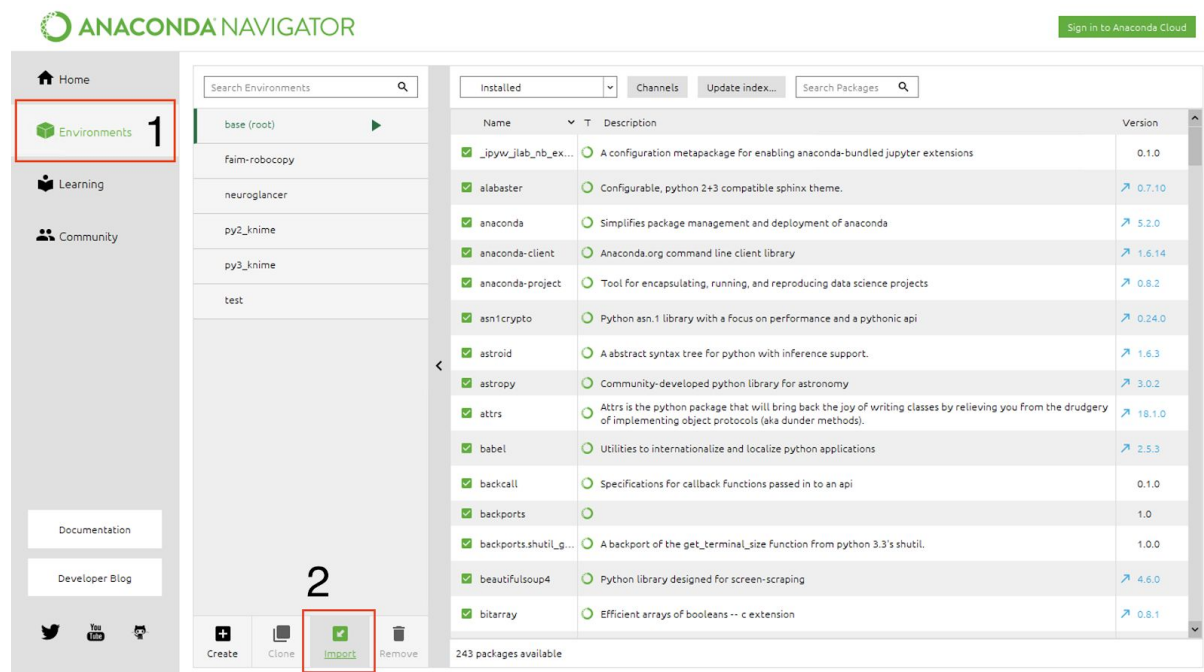 ANACONDA NAVIGATOR
Sign in to Anaconda Cloud
Home
Environments
1
Learning
Community
Documentation
Developer Blog
You
Tube
Search Environments
base (root)
faim-robocopy
neuroglancer
py2_knime
py3_knime
test
2
Create
Clone
Import
Remove
Installed
Channels
Update index...
Search Packages
Name T Description Version
_ipyw_jlab_nb_ex... A configuration metapackage for enabling anaconda-bundled jupyter extensions 0.1.0
alabaster Configurable, python 2+3 compatible sphinx theme. 0.7.10
anaconda Simplifies package management and deployment of anaconda 5.2.0
anaconda-client Anaconda.org command line client library 1.6.14
anaconda-project Tool for encapsulating, running, and reproducing data science projects 0.8.2
asn1crypto Python asn.1 library with a focus on performance and a pythonic api 0.24.0
astroid A abstract syntax tree for python with inference support. 1.6.3
astropy Community-developed python library for astronomy 3.0.2
attrs Attrs is the python package that will bring back the joy of writing classes by relieving you from the drudgery
of implementing object protocols (aka dunder methods). 18.1.0
babel Utilities to internationalize and localize python applications 2.5.3
backcall Specifications for callback functions passed in to an api 0.1.0
backports 1.0
backports.shutil_g... A backport of the get_terminal_size function from python 3.3's shutil. 1.0.0
beautifulsoup4 Python library designed for screen-scraping 4.6.0
bitarray Efficient arrays of booleans -- c extension 0.8.1
243 packages available